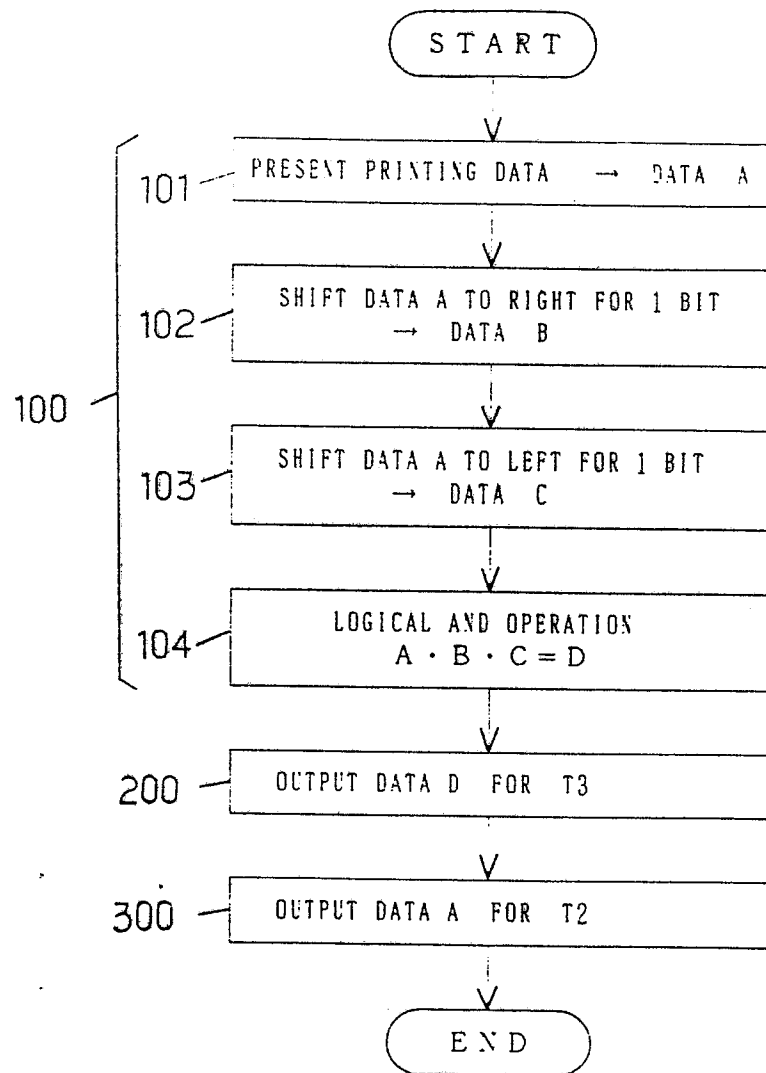 START
101 PRESENT PRINTING DATA → DATA A
102 SHIFT DATA A TO RIGHT FOR 1 BIT
→ DATA B
100
103 SHIFT DATA A TO LEFT FOR 1 BIT
→ DATA C
104 LOGICAL AND OPERATION
A · B · C = D
200 OUTPUT DATA D FOR T3
300 OUTPUT DATA A FOR T2
END